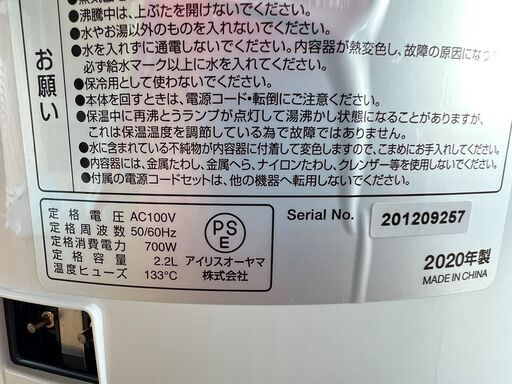 ●沸騰中は、上ぶたを開けないでください。
●水やお湯以外のものを入れないでください。
●水を入れずに通電しないでください。内容器が熱変色し、故障の原因になり
必ず給水マーク以上に水を入れてください。
●保冷用として使わないでください。
●本体を回すときは、電源コード・転倒にご注意ください。
●保温中に再沸とうランプが点灯して湯沸かし状態になることがありますが、
これは保温温度を調節している為で故障ではありません。
●水に含まれている不純物が内容器に付着して変色しますので、こまめにお手入れ
●内容器には、金属たわし、金属へら、ナイロンたわし、クレンザー等を使用しないで
●付属の電源コードセットは、他の機器へ転用しないでください。
お願い
定格電圧 AC100V
定格周波数 50/60Hz
定格消費電力 700W
定格容量 2.2L
温度ヒューズ 133℃
PSE
アイリスオーヤマ
株式会社
Serial No. 201209257
2020年製
MADE IN CHINA